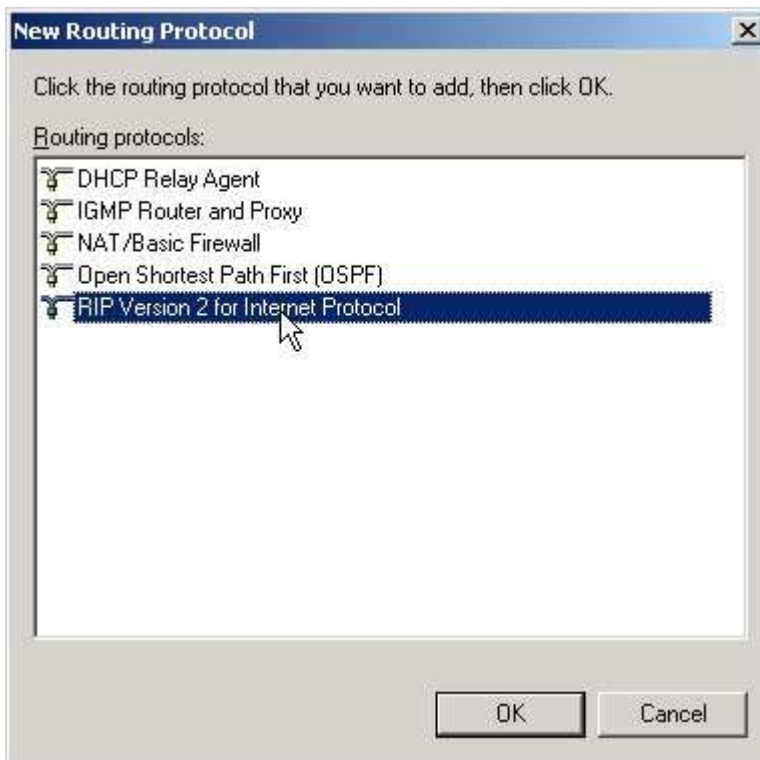 New Routing Protocol
Click the routing protocol that you want to add, then click OK.
Routing protocols:
DHCP Relay Agent
IGMP Router and Proxy
NAT/Basic Firewall
Open Shortest Path First (OSPF)
RIP Version 2 for Internet Protocol
OK
Cancel